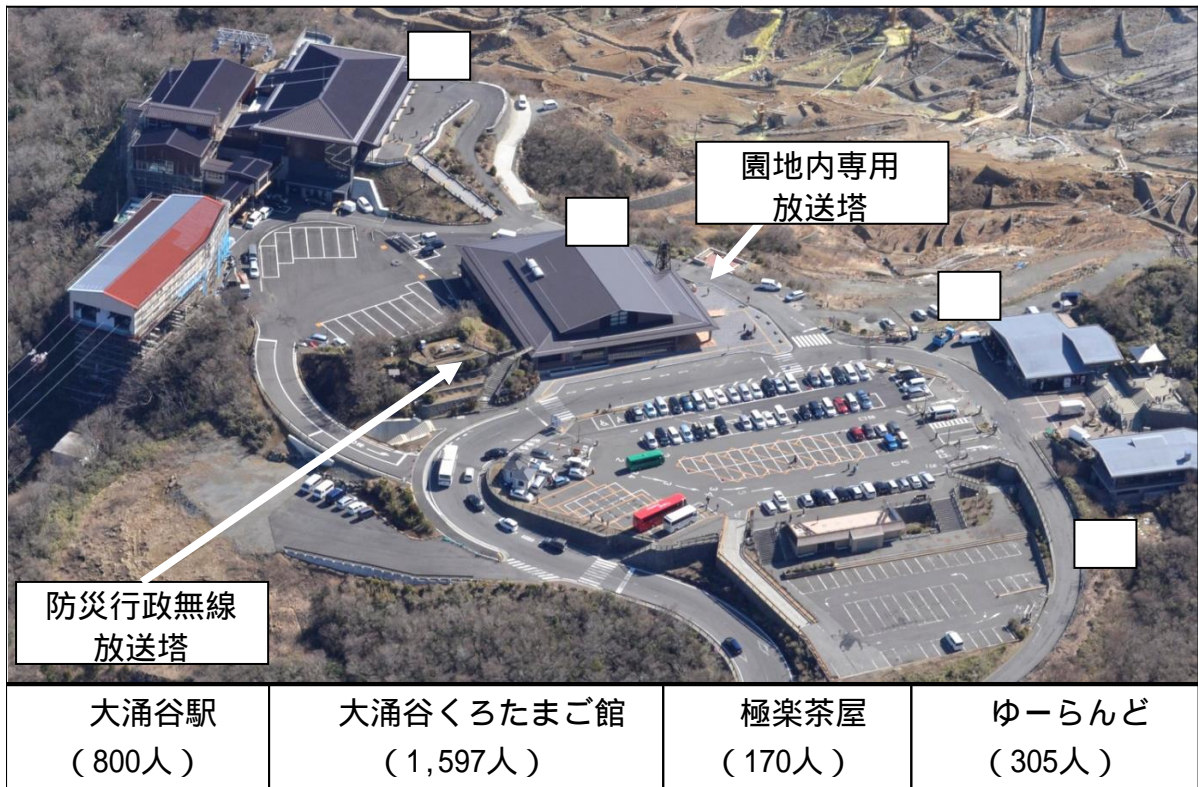 園地内専用
放送塔
防災行政無線
放送塔
大涌谷駅
(800人)
大涌谷くろたまご館
(1,597人)
極楽茶屋
(170人)
ゆーらんど
(305人)